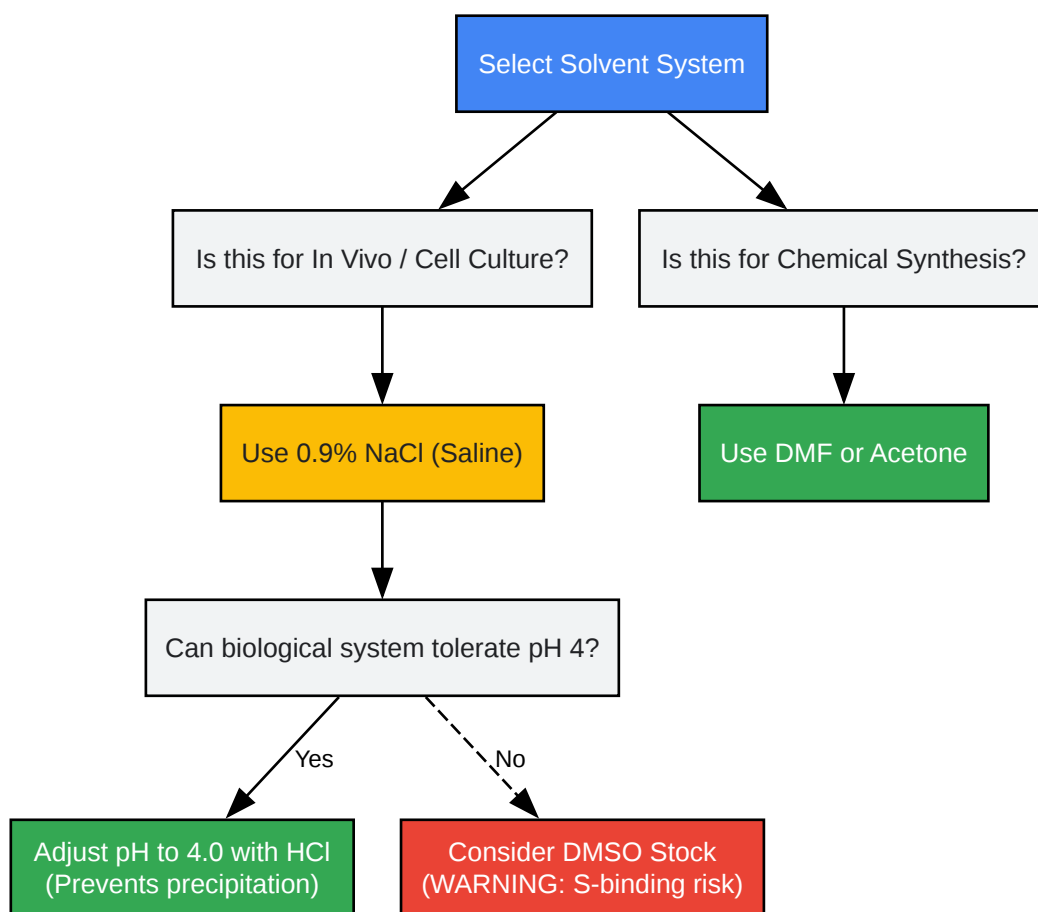 Select Solvent System
Is this for In Vivo / Cell Culture?
Is this for Chemical Synthesis?
Use 0.9% NaCl (Saline)
Use DMF or Acetone
Can biological system tolerate pH 4?
Yes
No
Adjust pH to 4.0 with HCl
(Prevents precipitation)
Consider DMSO Stock
(WARNING: S-binding risk)